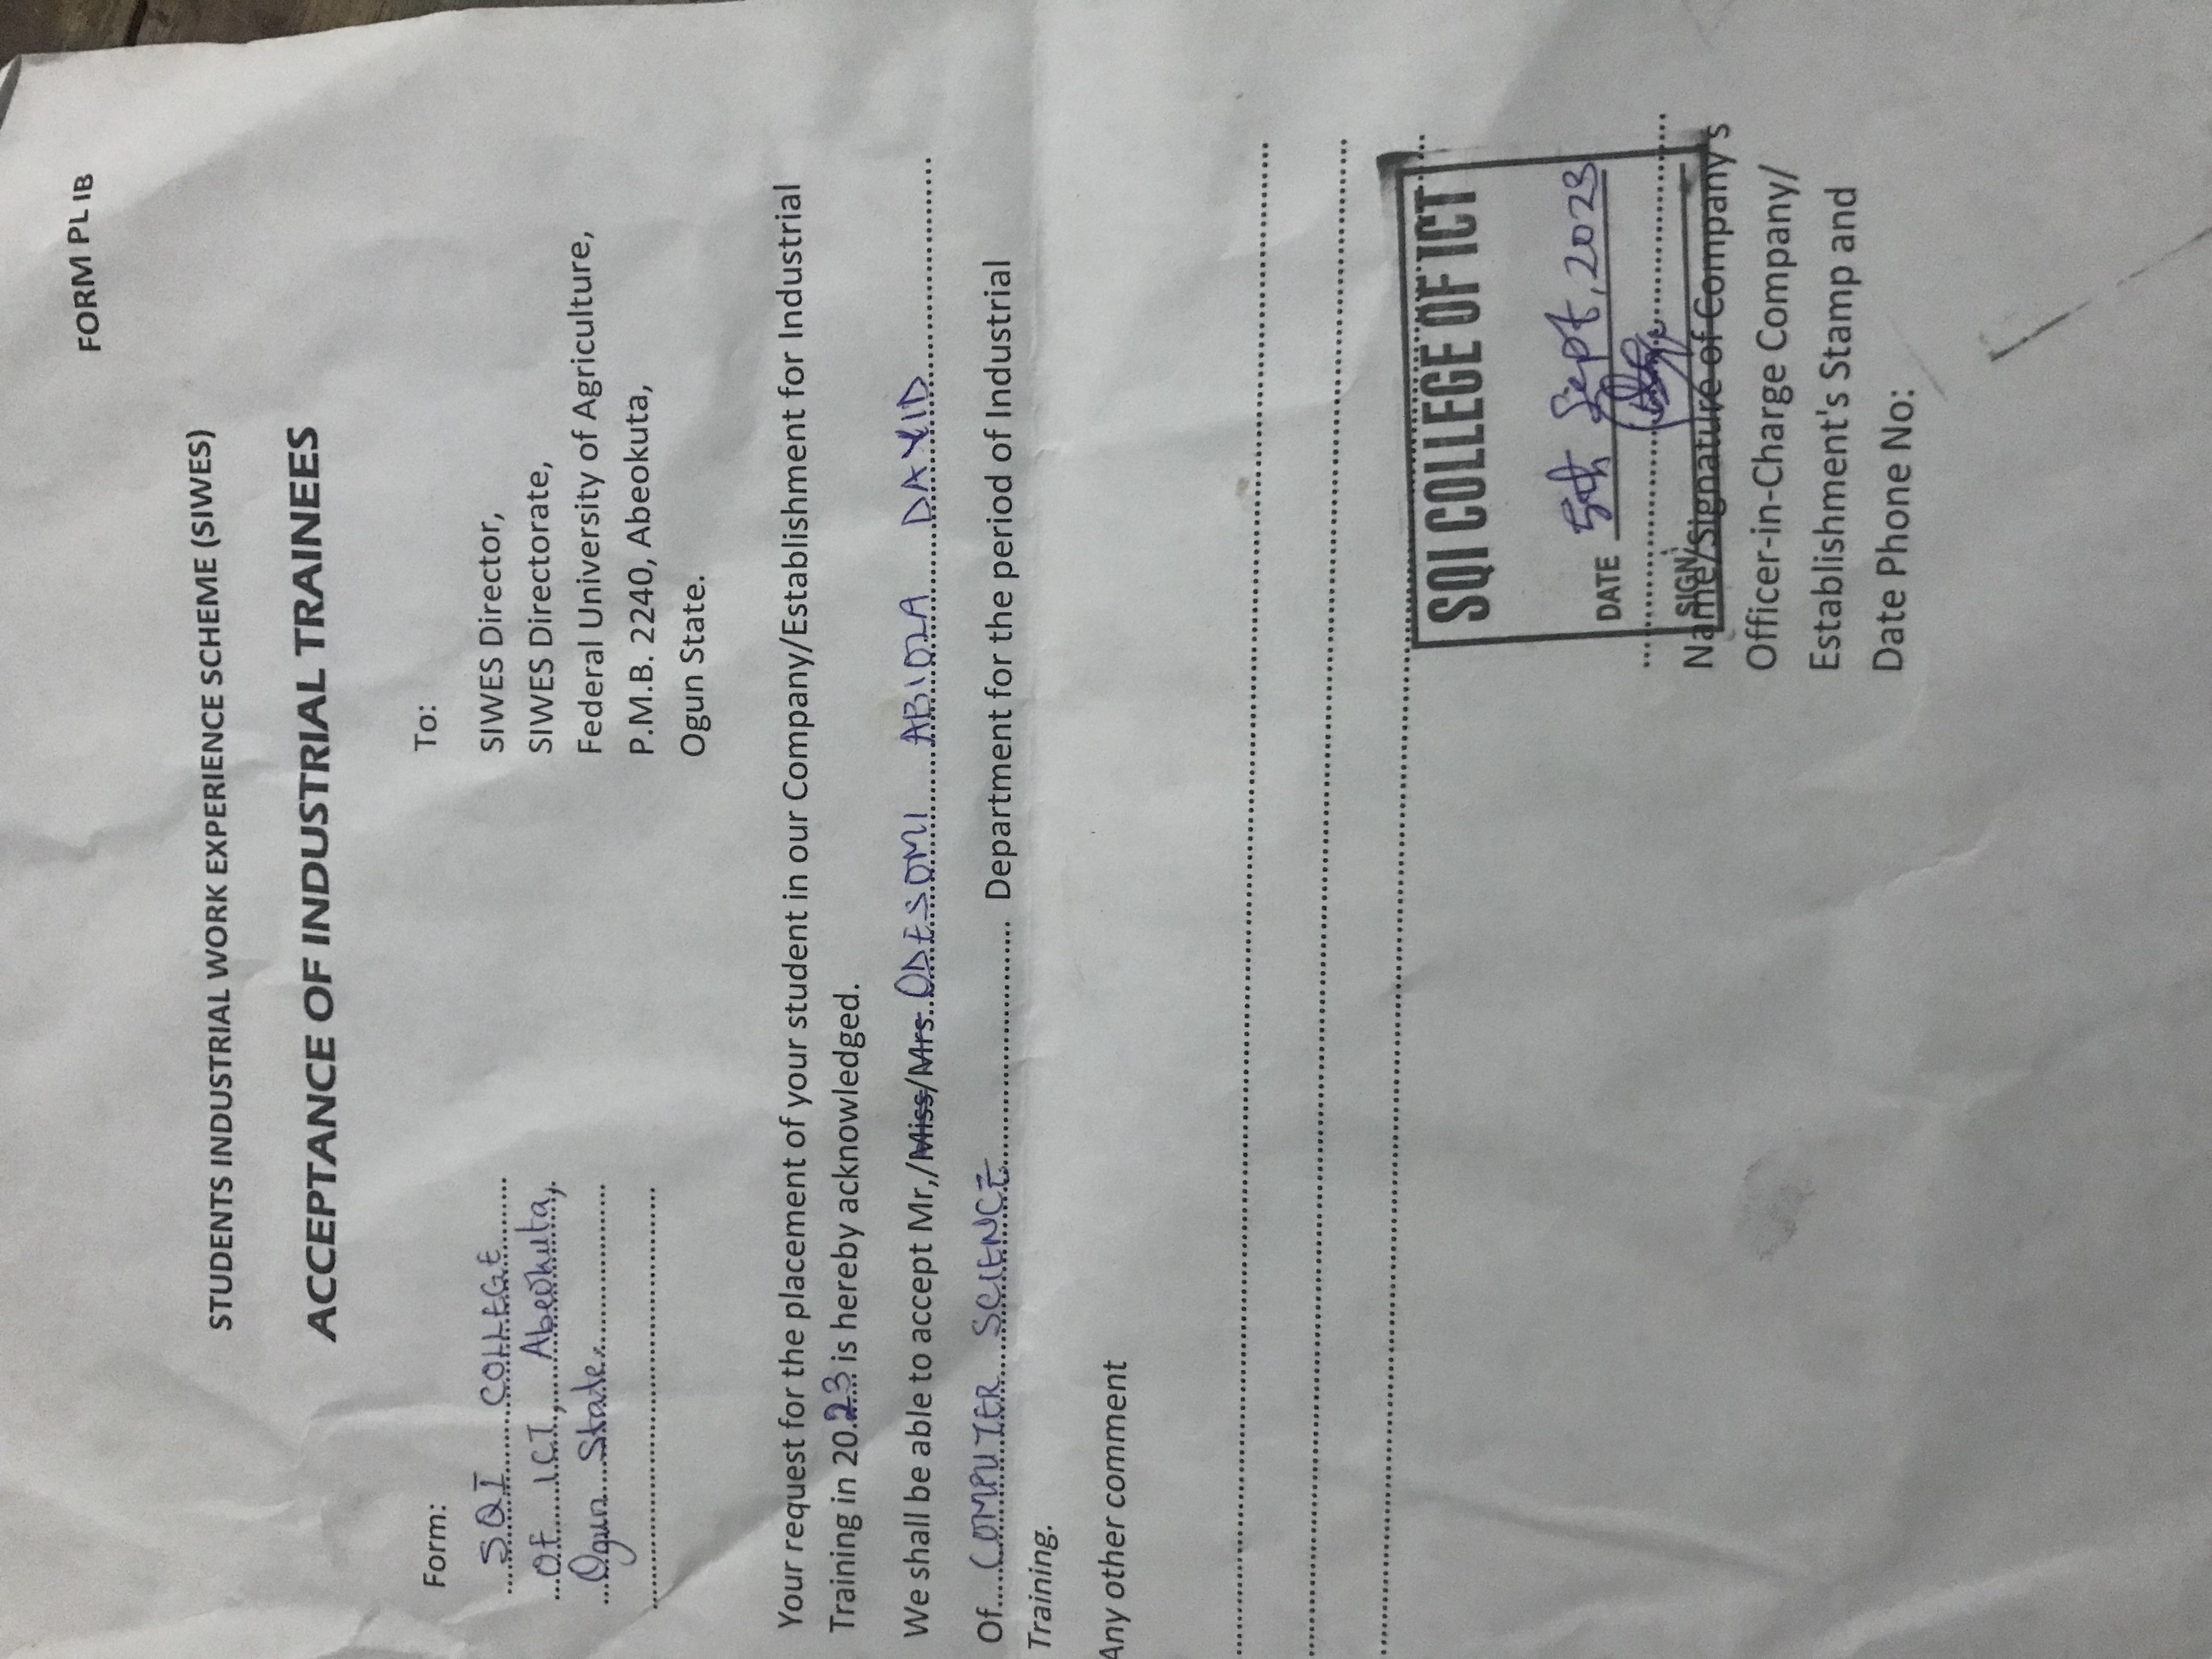 FORM PL IB
STUDENTS INDUSTRIAL WORK EXPERIENCE SCHEME (SIWES)
ACCEPTANCE OF INDUSTRIAL TRAINEES
Form:
SQI COLLEGE
OF ICT, Abeokuta,
Ogun State.
To:
SIWES Director,
SIWES Directorate,
Federal University of Agriculture,
P.M.B. 2240, Abeokuta,
Ogun State.
Your request for the placement of your student in our Company/Establishment for Industrial
Training in 20.23 is hereby acknowledged.
We shall be able to accept Mr,/Miss/Mrs ODESOMI ABIOLA DAVID
Of COMPUTER SCIENCE Department for the period of Industrial
Training.
Any other comment
SQI COLLEGE OF ICT
DATE 5th Sept, 2023
SIGN
Name/Signature of Company's
Officer-in-Charge Company/
Establishment's Stamp and
Date Phone No: